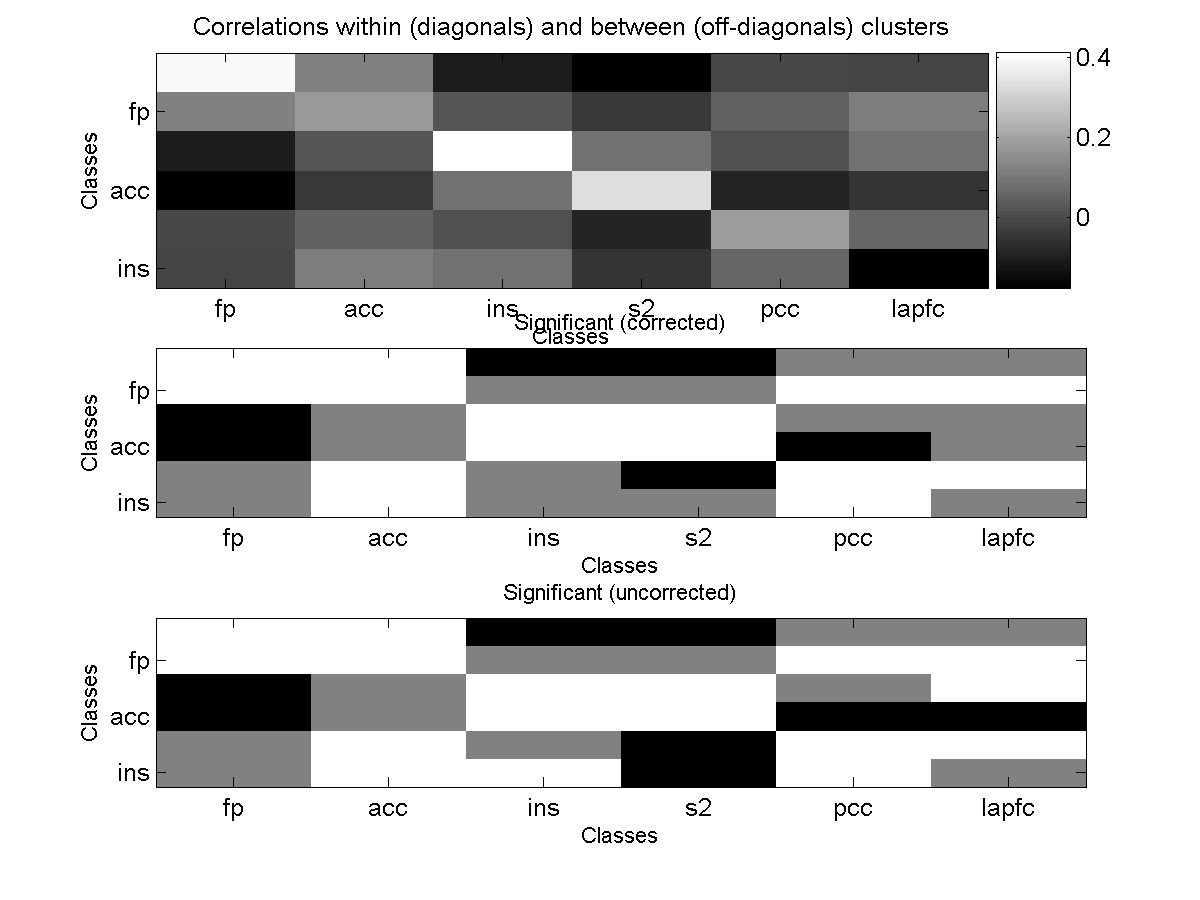 Correlations within (diagonals) and between (off-diagonals) clusters
0.4
fp
0.2
Classes
acc
0
ins
fp acc ins s2 pcc lapfc
Significant (corrected)
Classes
fp
Classes
acc
ins
fp acc ins s2 pcc lapfc
Classes
Significant (uncorrected)
fp
Classes
acc
ins
fp acc ins s2 pcc lapfc
Classes